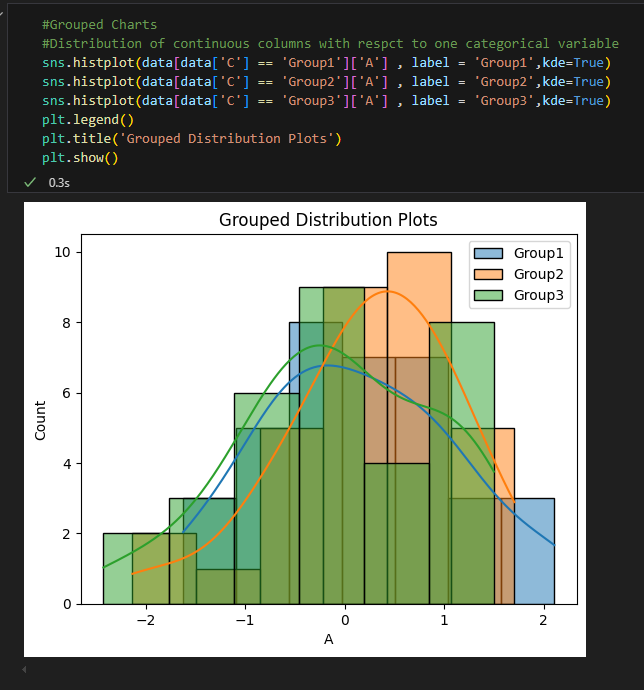 #Grouped Charts
#Distribution of continuous columns with respct to one categorical variable
sns.histplot(data[data['C'] == 'Group1']['A'] , label = 'Group1',kde=True)
sns.histplot(data[data['C'] == 'Group2']['A'] , label = 'Group2',kde=True)
sns.histplot(data[data['C'] == 'Group3']['A'] , label = 'Group3',kde=True)
plt.legend()
plt.title('Grouped Distribution Plots')
plt.show()
0.3s
Grouped Distribution Plots
Group1
Group2
Group3
10
8
6
4
2
0
Count
−2
−1
0
1
2
A